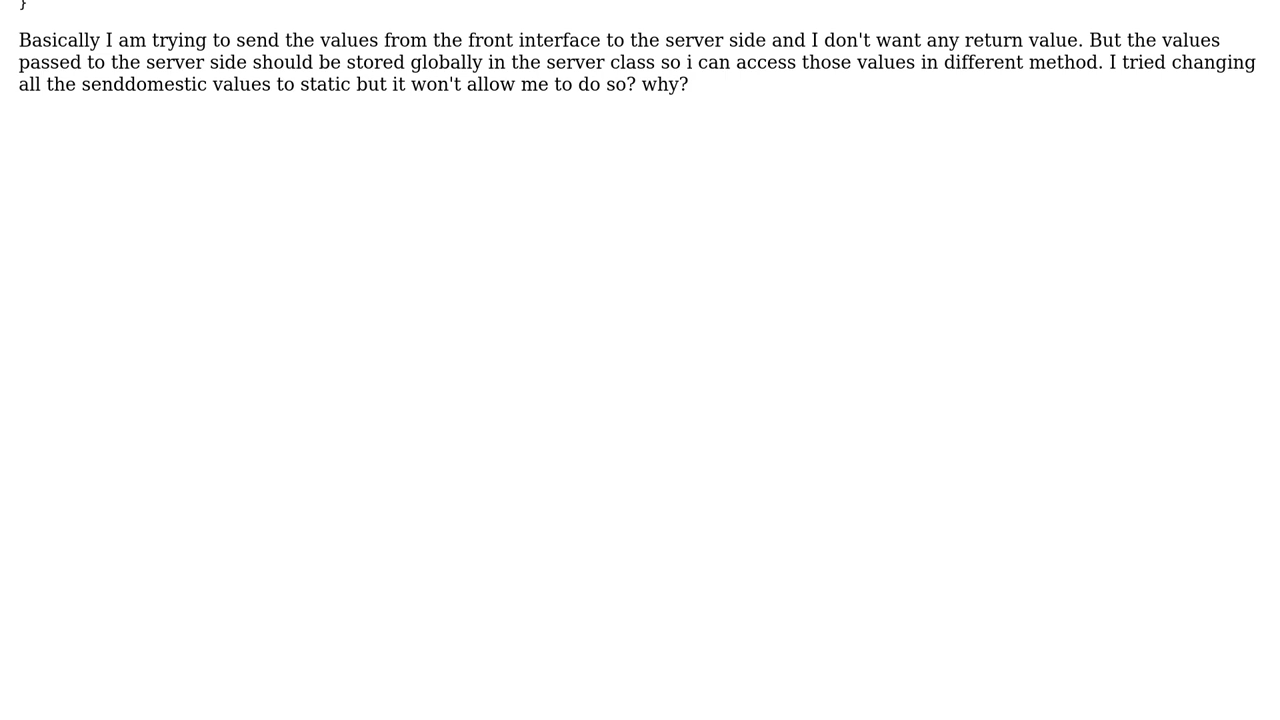 }
Basically I am trying to send the values from the front interface to the server side and I don't want any return value. But the values
passed to the server side should be stored globally in the server class so i can access those values in different method. I tried changing
all the senddomestic values to static but it won't allow me to do so? why?